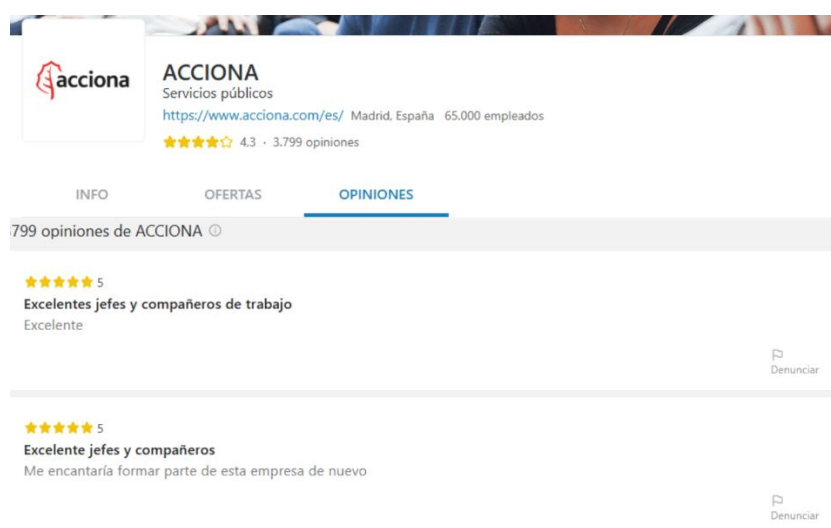 acciona
ACCIONA
Servicios públicos
https://www.acciona.com/es/ Madrid, España 65.000 empleados
4.3 · 3.799 opiniones
INFO OFERTAS OPINIONES
799 opiniones de ACCIONA
5
Excelentes jefes y compañeros de trabajo
Excelente
Denunciar
5
Excelente jefes y compañeros
Me encantaría formar parte de esta empresa de nuevo
Denunciar